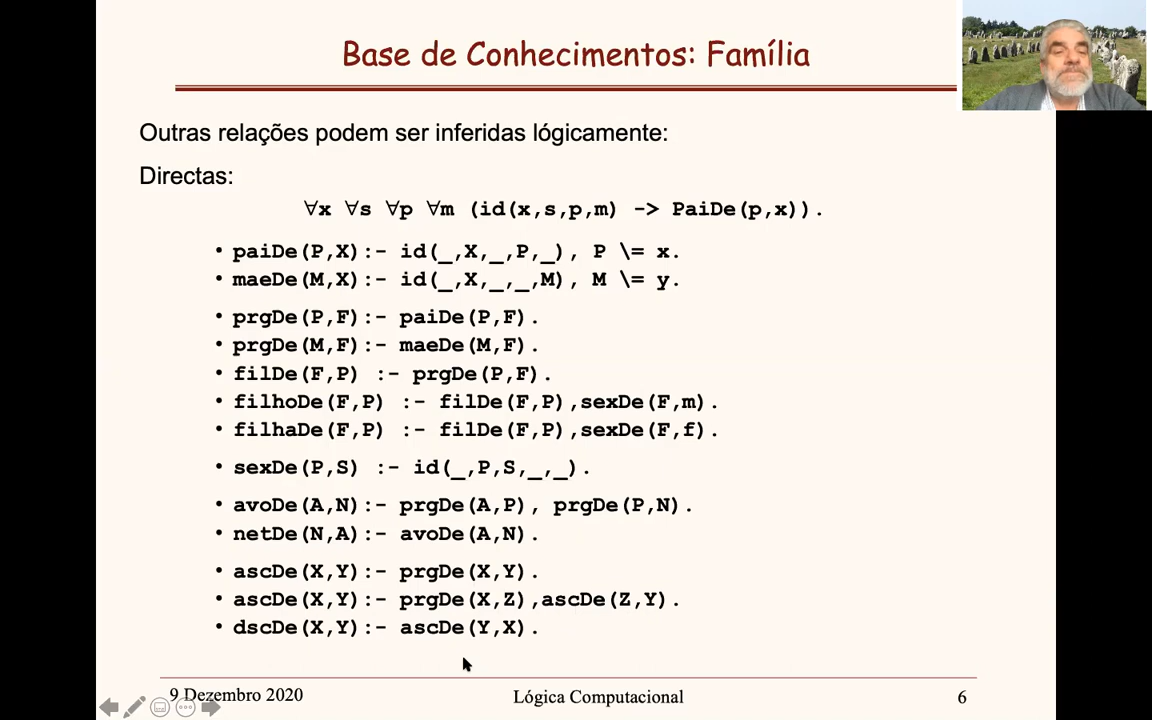 Base de Conhecimentos: Família
Outras relações podem ser inferidas lógicamente:
Directas:
∀x ∀s ∀p ∀m (id(x,s,p,m) -> PaiDe(p,x)).
• paiDe(P,X):- id(_,X,_,P,_), P \= x.
• maeDe(M,X):- id(_,X,_,_,M), M \= y.
• prgDe(P,F):- paiDe(P,F).
• prgDe(M,F):- maeDe(M,F).
• filDe(F,P) :- prgDe(P,F).
• filhoDe(F,P) :- filDe(F,P),sexDe(F,m).
• filhaDe(F,P) :- filDe(F,P),sexDe(F,f).
• sexDe(P,S) :- id(_,P,S,_,_).
• avoDe(A,N):- prgDe(A,P), prgDe(P,N).
• netDe(N,A):- avoDe(A,N).
• ascDe(X,Y):- prgDe(X,Y).
• ascDe(X,Y):- prgDe(X,Z),ascDe(Z,Y).
• dscDe(X,Y):- ascDe(Y,X).
9 Dezembro 2020
Lógica Computacional
6